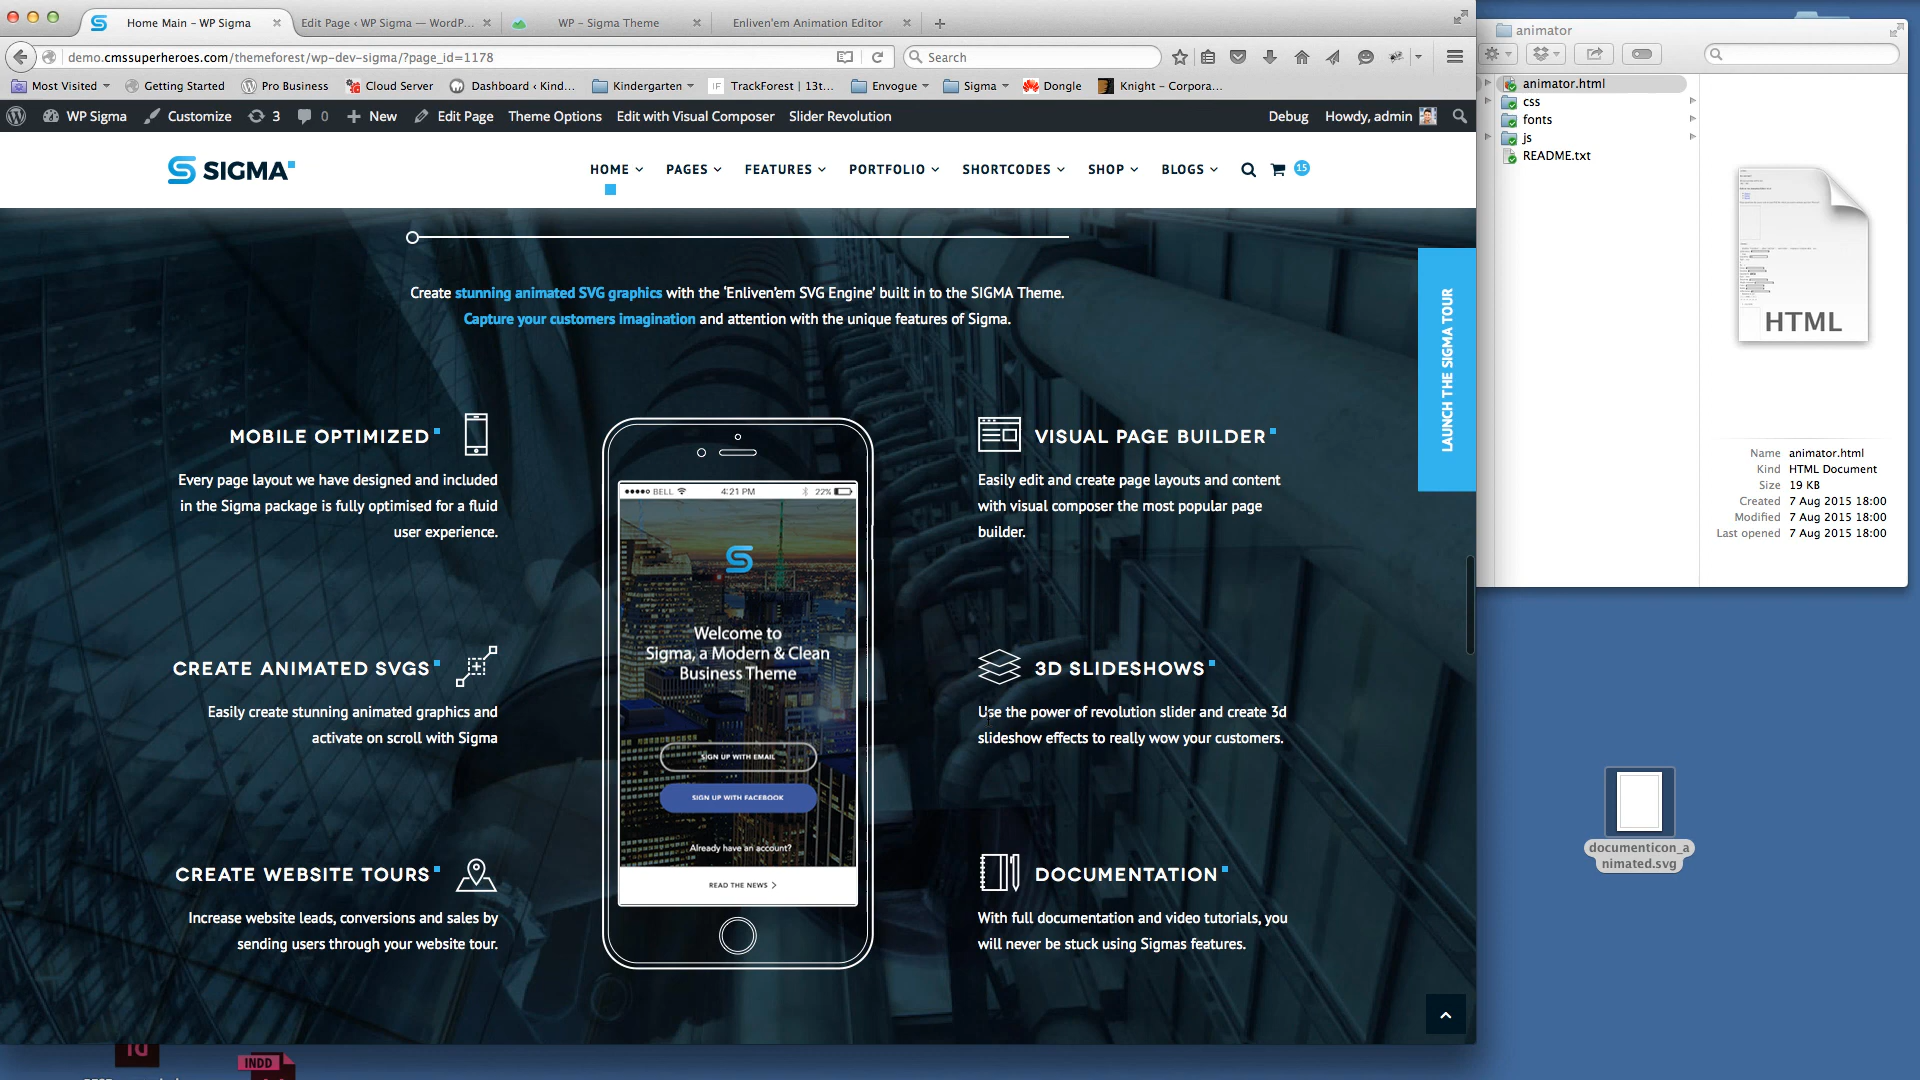 Home Main – WP Sigma
Edit Page ‹ WP Sigma — WordP...
WP – Sigma Theme
Enliven'em Animation Editor
demo.cmssuperheroes.com/themeforest/wp-dev-sigma/?page_id=1178
Search
Most Visited
Getting Started
Pro Business
Cloud Server
Dashboard ‹ Kind...
Kindergarten
IF TrackForest | 13t...
Envogue
Sigma
Dongle
Knight – Corpora...
WP Sigma
Customize
3
0
New
Edit Page
Theme Options
Edit with Visual Composer
Slider Revolution
Debug
Howdy, admin
SIGMA
HOME
PAGES
FEATURES
PORTFOLIO
SHORTCODES
SHOP
BLOGS
15
Create stunning animated SVG graphics with the ‘Enliven’em SVG Engine’ built in to the SIGMA Theme.
Capture your customers imagination and attention with the unique features of Sigma.
LAUNCH THE SIGMA TOUR
MOBILE OPTIMIZED
Every page layout we have designed and included
in the Sigma package is fully optimised for a fluid
user experience.
CREATE ANIMATED SVGS
Easily create stunning animated graphics and
activate on scroll with Sigma
CREATE WEBSITE TOURS
Increase website leads, conversions and sales by
sending users through your website tour.
BELL
4:21 PM
22%
Welcome to
Sigma, a Modern & Clean
Business Theme
SIGN UP WITH EMAIL
SIGN UP WITH FACEBOOK
Already have an account?
READ THE NEWS
VISUAL PAGE BUILDER
Easily edit and create page layouts and content
with visual composer the most popular page
builder.
3D SLIDESHOWS
Use the power of revolution slider and create 3d
slideshow effects to really wow your customers.
DOCUMENTATION
With full documentation and video tutorials, you
will never be stuck using Sigmas features.
animator
animator.html
css
fonts
js
README.txt
HTML
Name animator.html
Kind HTML Document
Size 19 KB
Created 7 Aug 2015 18:00
Modified 7 Aug 2015 18:00
Last opened 7 Aug 2015 18:00
documenticon_a
nimated.svg
INDD